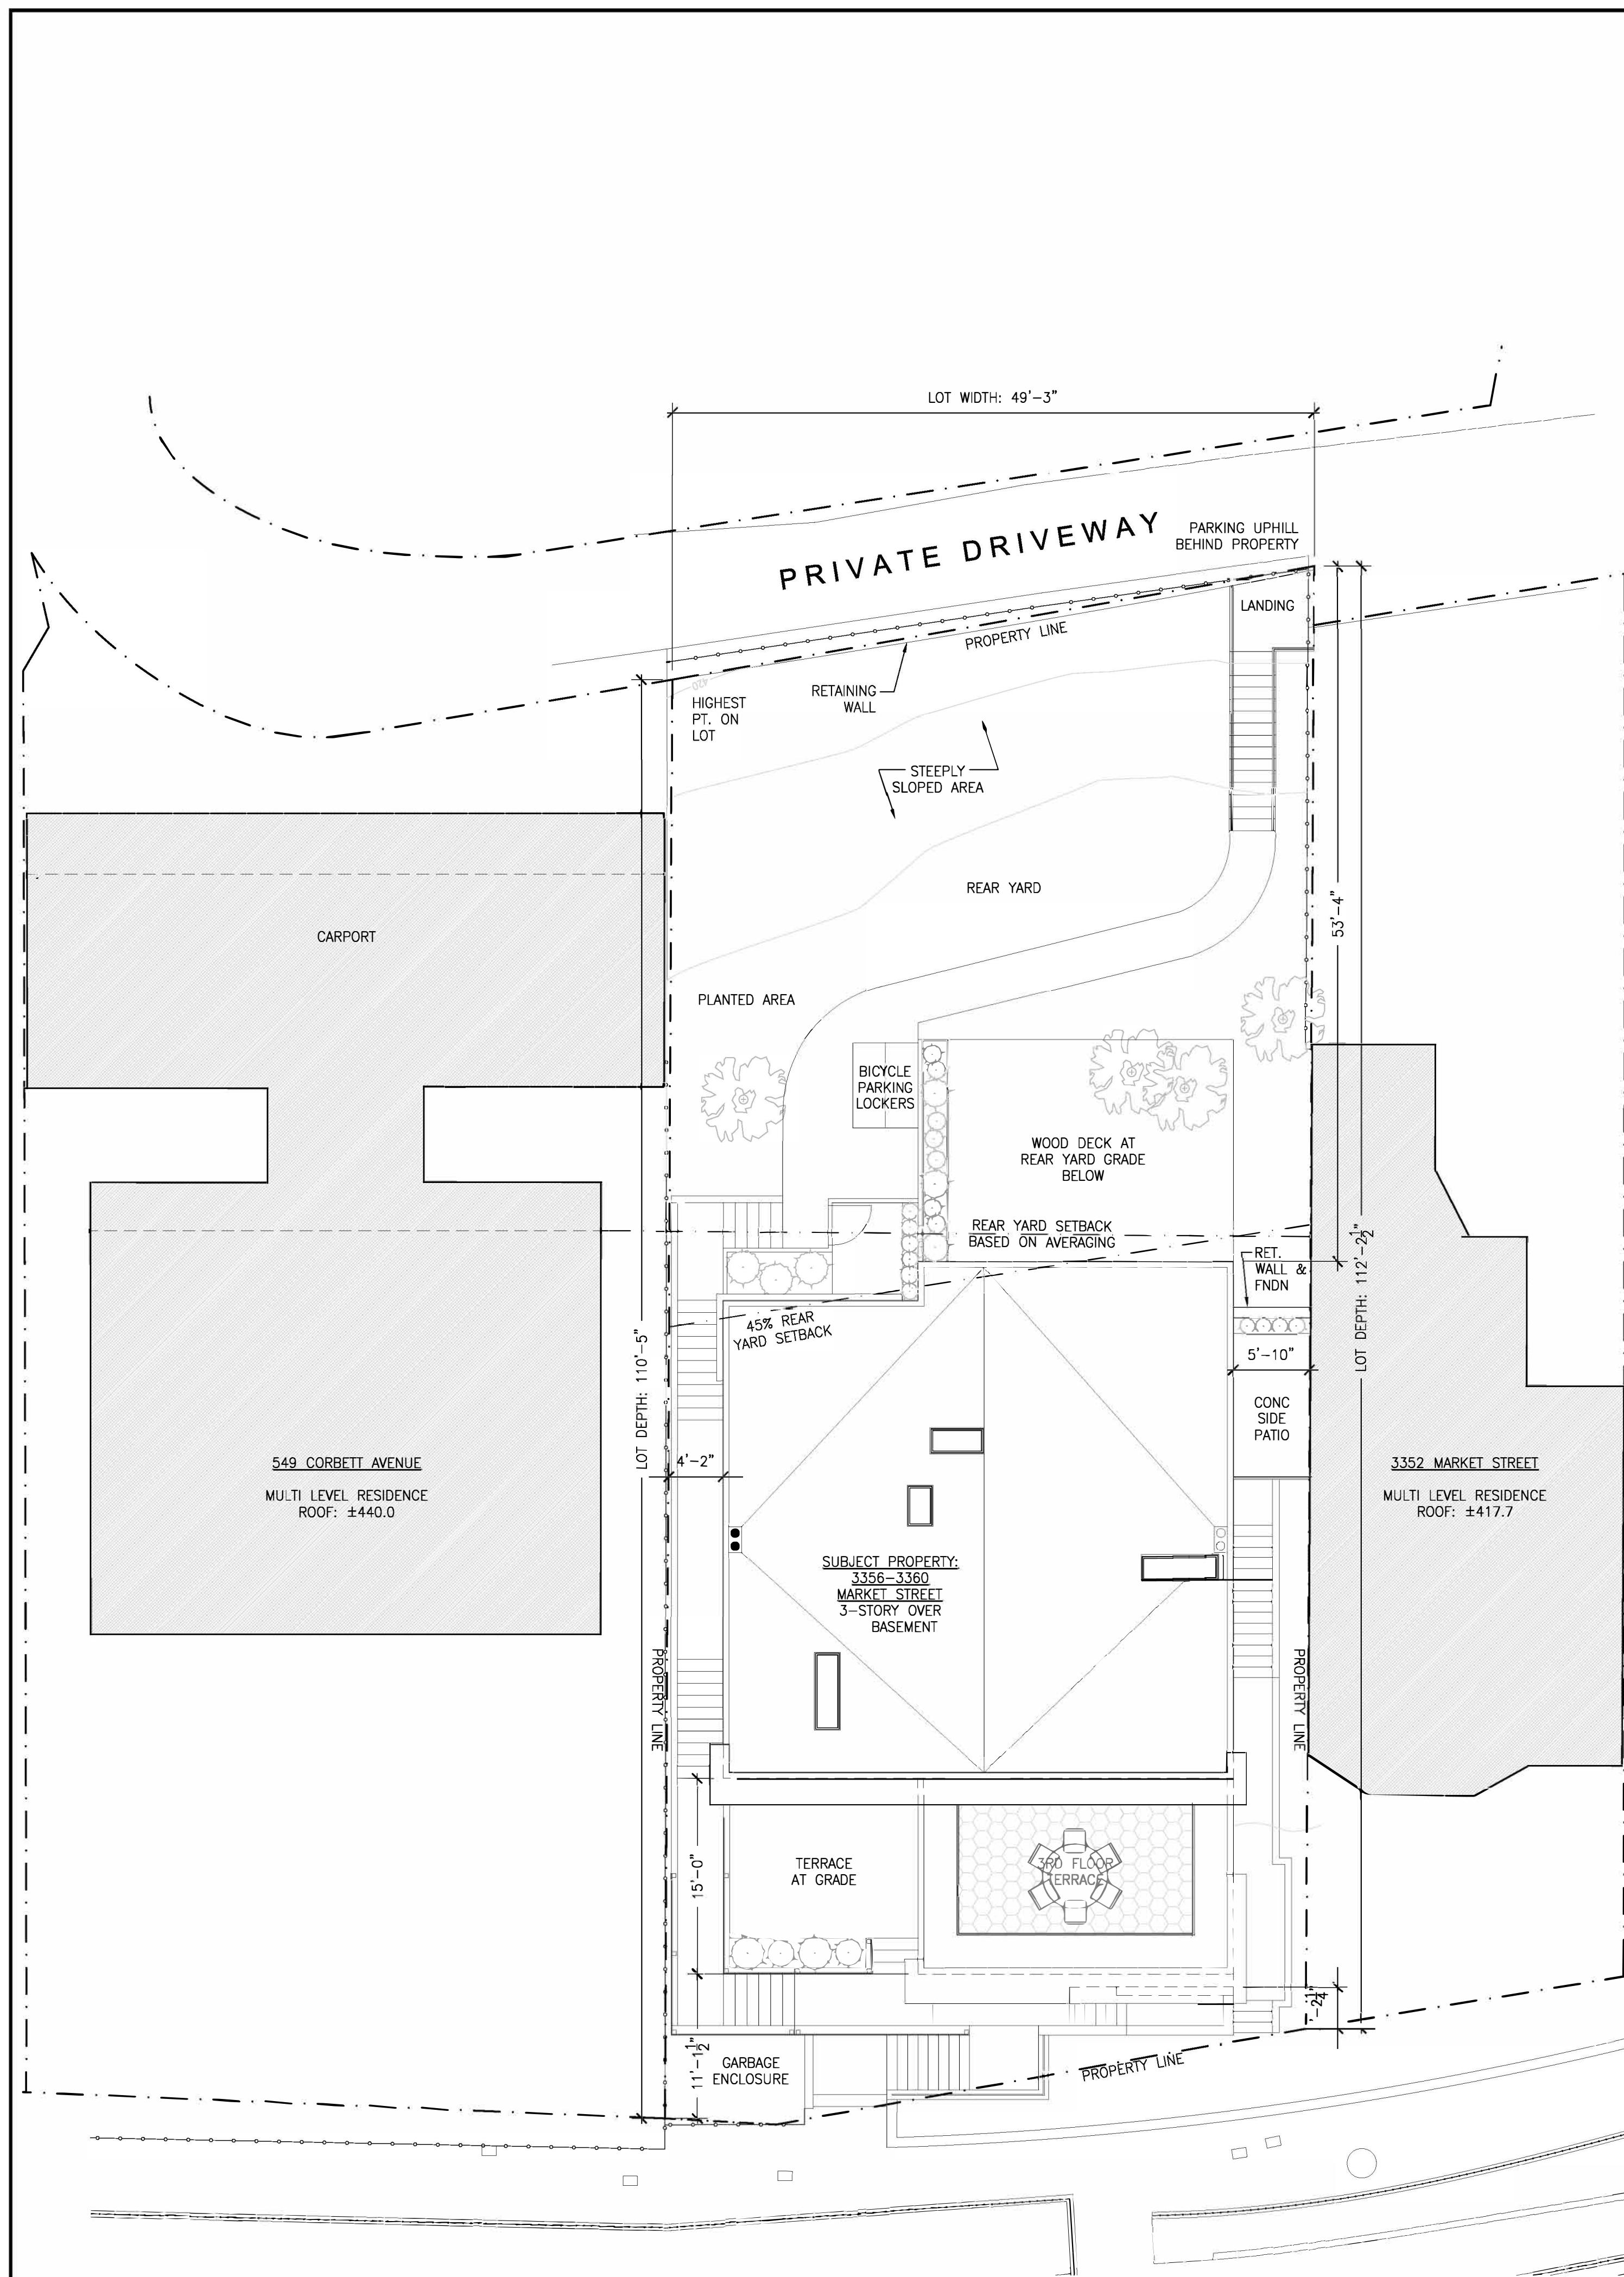 LOT WIDTH: 49'-3"
PRIVATE DRIVEWAY
PARKING UPHILL
BEHIND PROPERTY
LANDING
PROPERTY LINE
420
HIGHEST
PT. ON
LOT
RETAINING
WALL
STEEPLY
SLOPED AREA
REAR YARD
53'-4"
CARPORT
PLANTED AREA
BICYCLE
PARKING
LOCKERS
WOOD DECK AT
REAR YARD GRADE
BELOW
REAR YARD SETBACK
BASED ON AVERAGING
RET.
WALL &
FNDN
LOT DEPTH: 112'-2½"
45% REAR
YARD SETBACK
LOT DEPTH: 110'-5"
5'-10"
CONC
SIDE
PATIO
4'-2"
549 CORBETT AVENUE
MULTI LEVEL RESIDENCE
ROOF: ±440.0
3352 MARKET STREET
MULTI LEVEL RESIDENCE
ROOF: ±417.7
SUBJECT PROPERTY:
3356-3360
MARKET STREET
3-STORY OVER
BASEMENT
PROPERTY LINE
PROPERTY LINE
15'-0"
TERRACE
AT GRADE
3RD FLOOR
TERRACE
11'-1½"
GARBAGE
ENCLOSURE
PROPERTY LINE